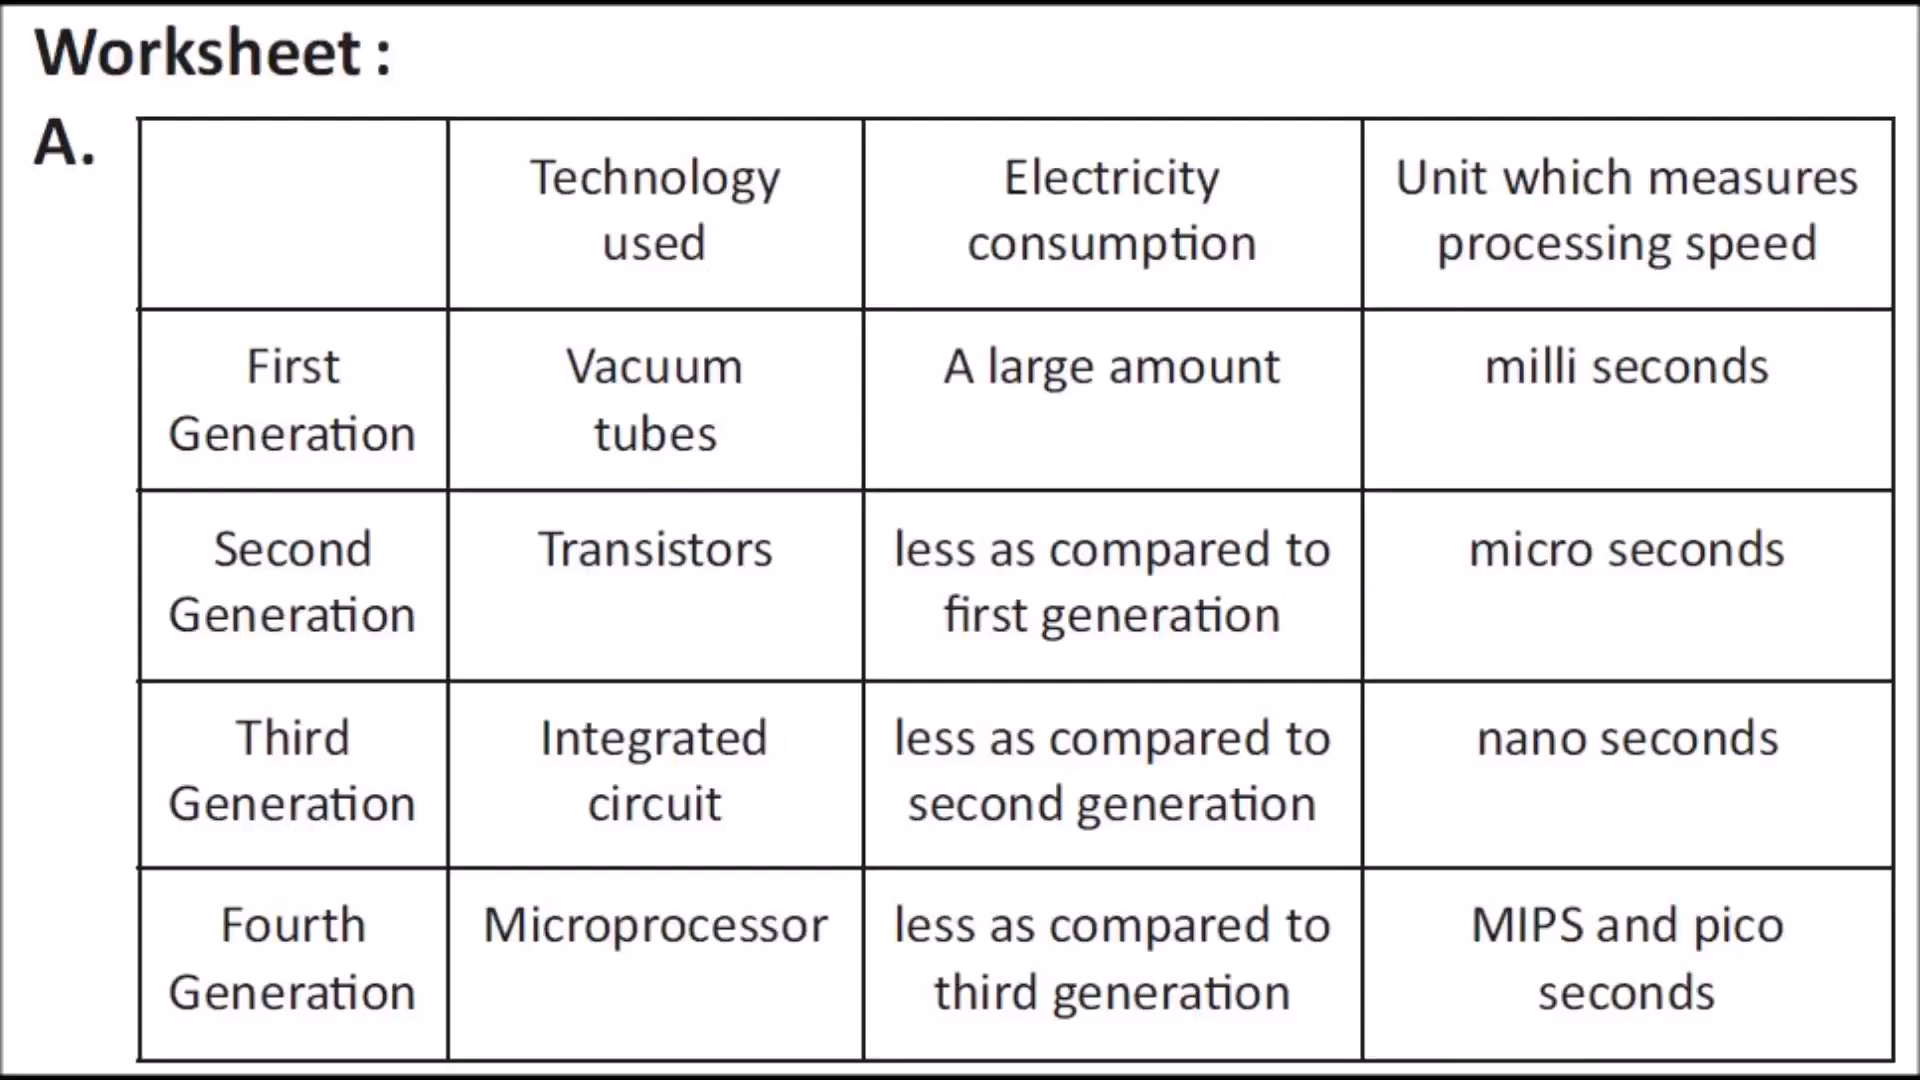 Worksheet :
A.
Technology used | Electricity consumption | Unit which measures processing speed
First Generation | Vacuum tubes | A large amount | milli seconds
Second Generation | Transistors | less as compared to first generation | micro seconds
Third Generation | Integrated circuit | less as compared to second generation | nano seconds
Fourth Generation | Microprocessor | less as compared to third generation | MIPS and pico seconds